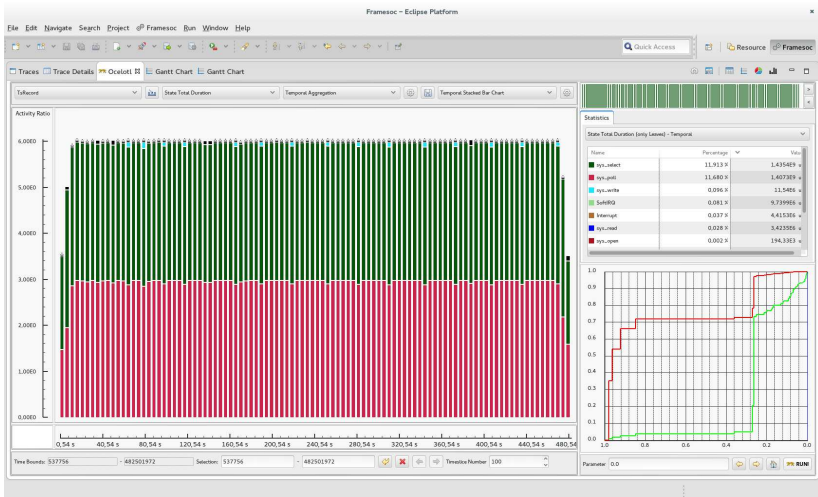 Framesoc – Eclipse Platform
File Edit Navigate Search Project Framesoc Run Window Help
Quick Access
Resource
Framesoc
Traces
Trace Details
Ocelotl
Gantt Chart
Gantt Chart
TsRecord
State Total Duration
Temporal Aggregation
Temporal Stacked Bar Chart
Activity Ratio
6,00E0
5,00E0
4,00E0
3,00E0
2,00E0
1,00E0
0,00E0
0,54 s 40,54 s 80,54 s 120,54 s 160,54 s 200,54 s 240,54 s 280,54 s 320,54 s 360,54 s 400,54 s 440,54 s 480,54
Time Bounds: 537756 - 482501972 Selection: 537756 - 482501972 Timeslice Number 100
Statistics
State Total Duration (only Leaves) - Temporal
Name Percentage Valu
sys_select 11,913 % 1,4354E9
sys_poll 11,680 % 1,4073E9
sys_write 0,096 % 11,54E6
SoftIRQ 0,081 % 9,7399E6
Interrupt 0,037 % 4,4153E6
sys_read 0,028 % 3,4235E6
sys_open 0,002 % 194,33E3
1.0
0.9
0.8
0.7
0.6
0.5
0.4
0.3
0.2
0.1
0.0
1.0 0.8 0.6 0.4 0.2 0.0
Parameter 0.0
RUN!